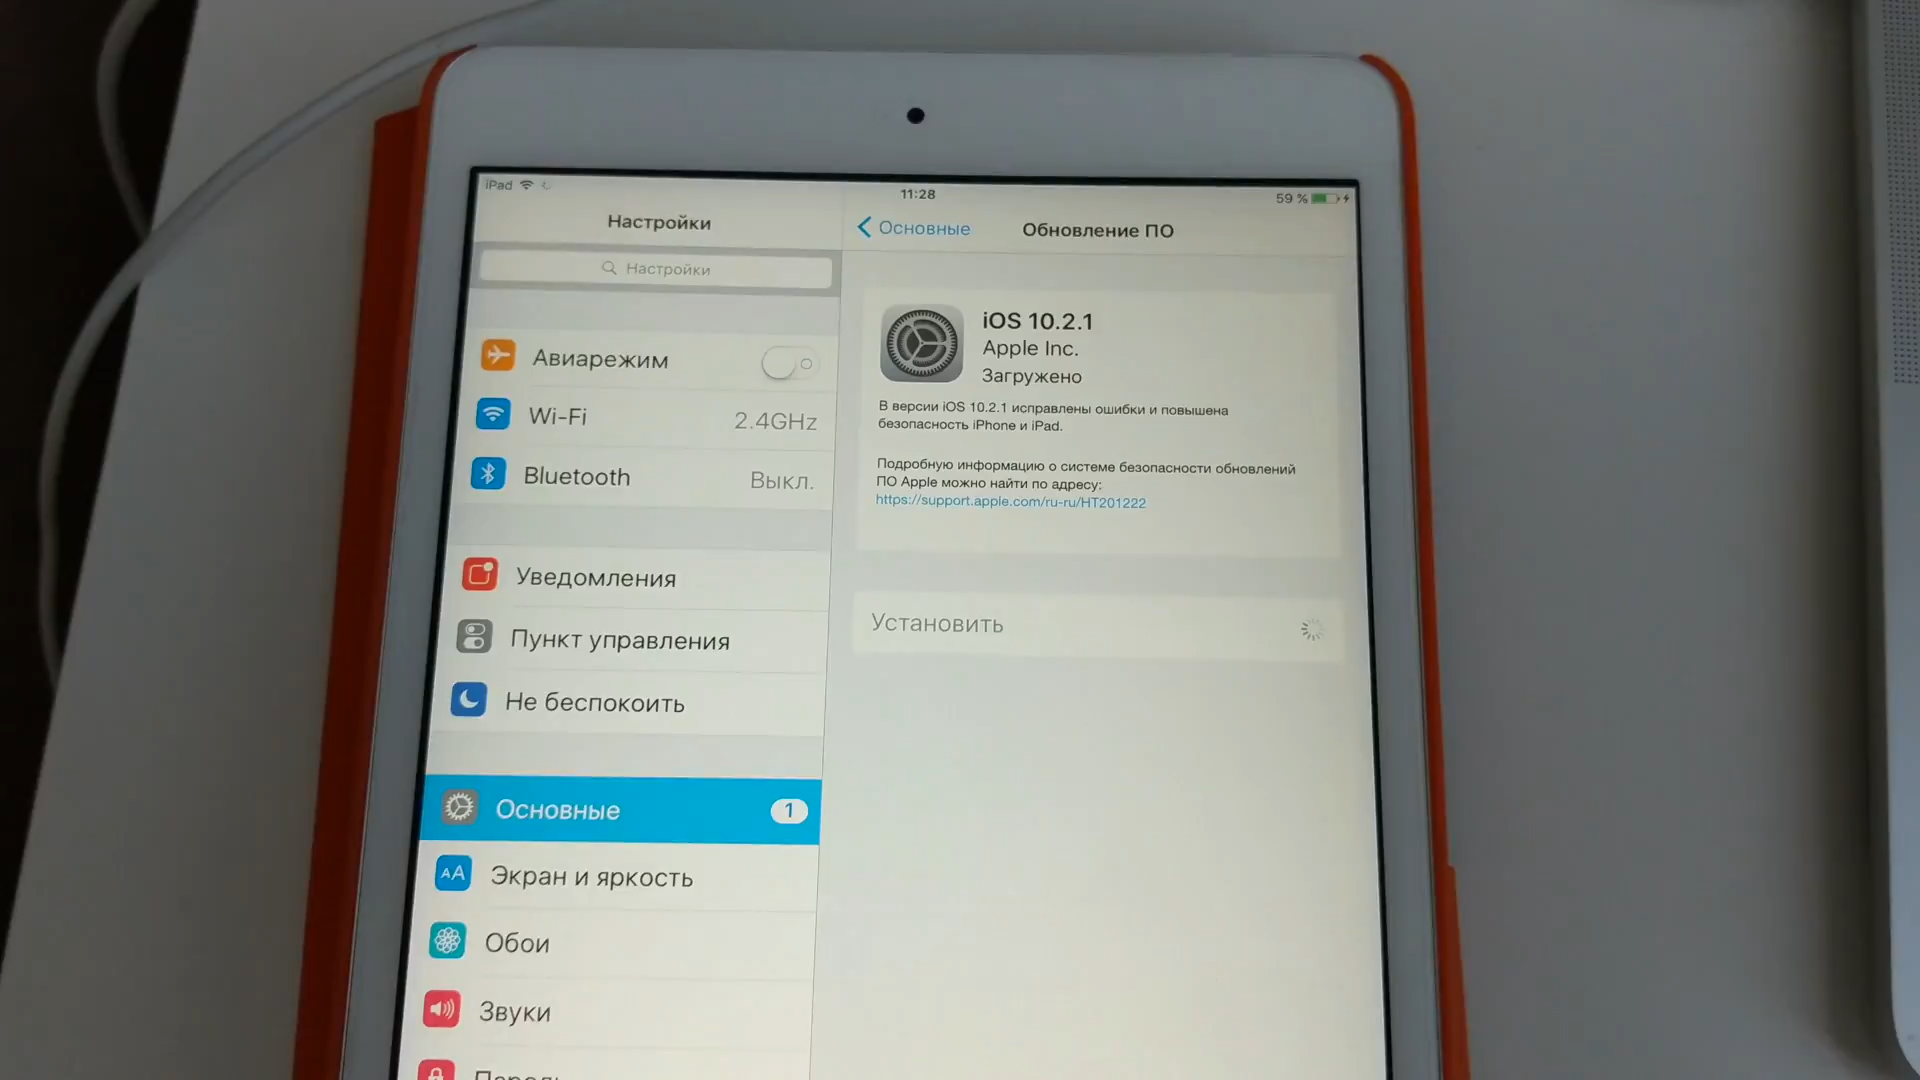 iPad
11:28
59 %
Настройки
Основные
Обновление ПО
Настройки
Авиарежим
Wi-Fi
2.4GHz
Bluetooth
Выкл.
Уведомления
Пункт управления
Не беспокоить
Основные
1
AA
Экран и яркость
Обои
Звуки
iOS 10.2.1
Apple Inc.
Загружено
В версии iOS 10.2.1 исправлены ошибки и повышена
безопасность iPhone и iPad.
Подробную информацию о системе безопасности обновлений
ПО Apple можно найти по адресу:
https://support.apple.com/ru-ru/HT201222
Установить